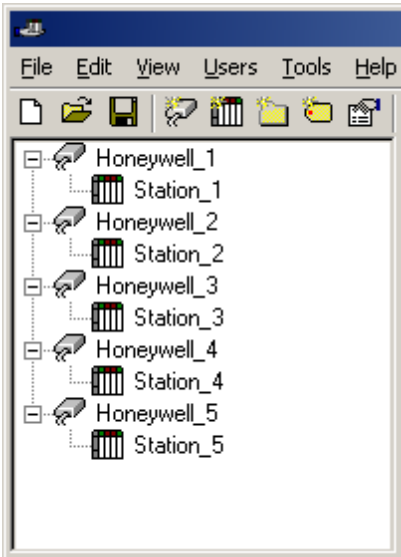 File Edit View Users Tools Help
Honeywell_1
Station_1
Honeywell_2
Station_2
Honeywell_3
Station_3
Honeywell_4
Station_4
Honeywell_5
Station_5